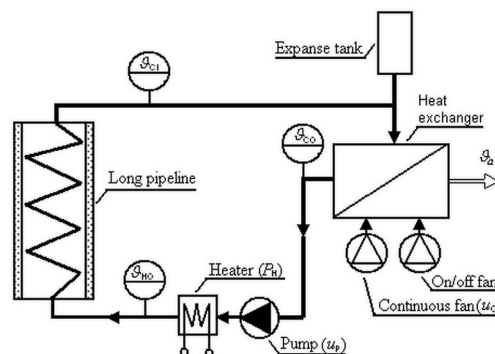 Expanse tank
ϑCI
Heat
exchanger
ϑCO
ϑa
Long pipeline
ϑHO
Heater (PH)
On/off fan
Continuous fan(uC
Pump (uP)